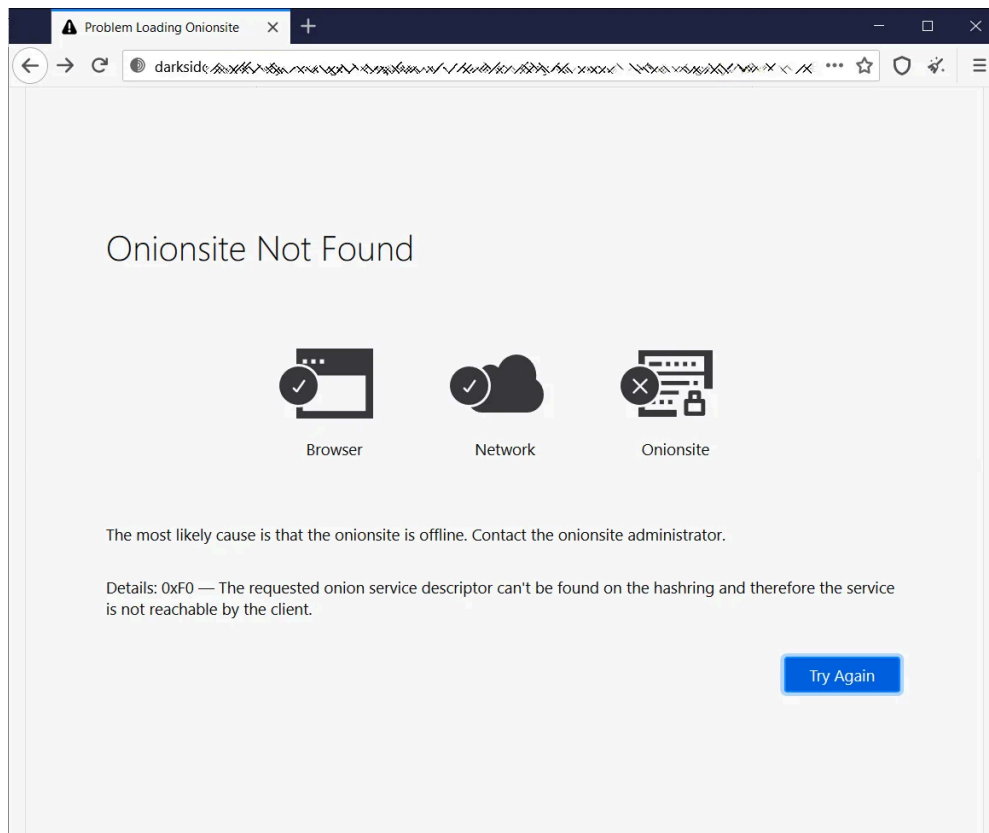 Problem Loading Onionsite
darkside
Onionsite Not Found
Browser Network Onionsite
The most likely cause is that the onionsite is offline. Contact the onionsite administrator.
Details: 0xF0 — The requested onion service descriptor can't be found on the hashring and therefore the service
is not reachable by the client.
Try Again